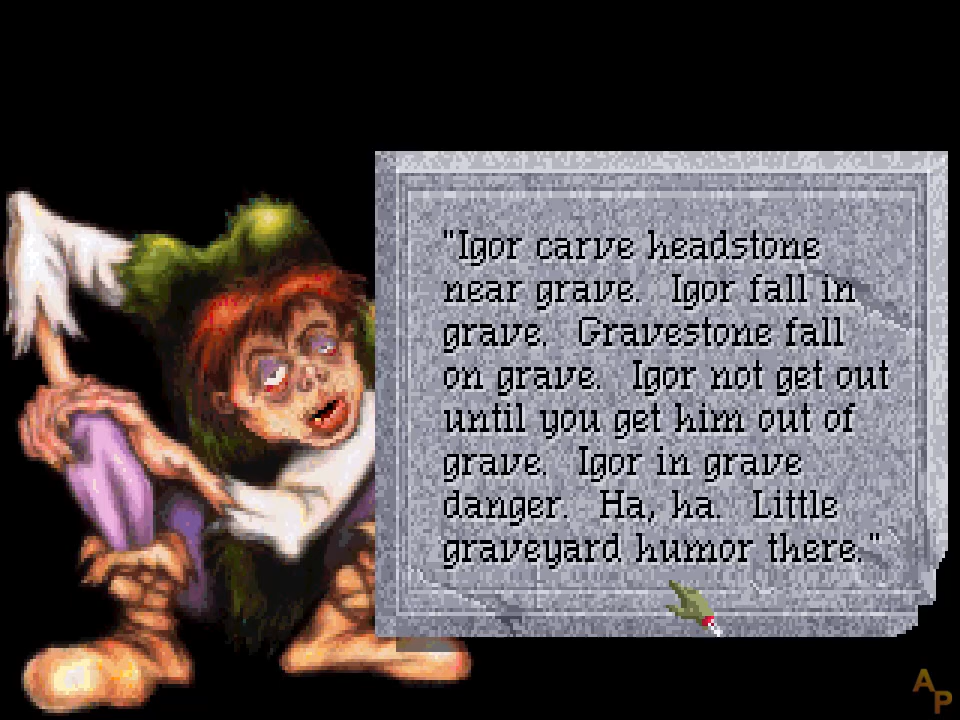 "Igor carve headstone
near grave.  Igor fall in
grave.  Gravestone fall
on grave.  Igor not get out
until you get him out of
grave.  Igor in grave
danger.  Ha, ha.  Little
graveyard humor there."
AP